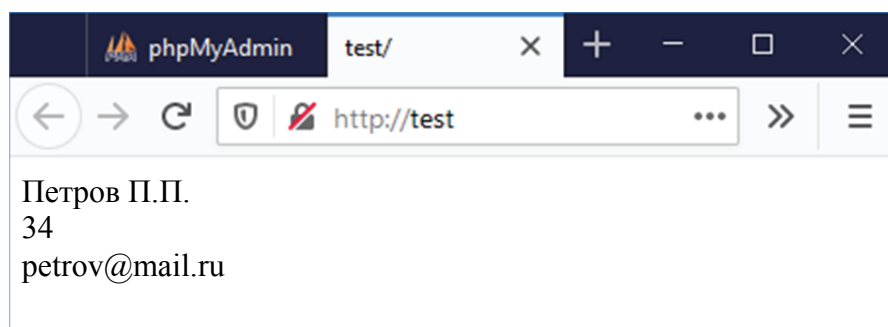 phpMyAdmin
test/
http://test
Петров П.П.
34
petrov@mail.ru